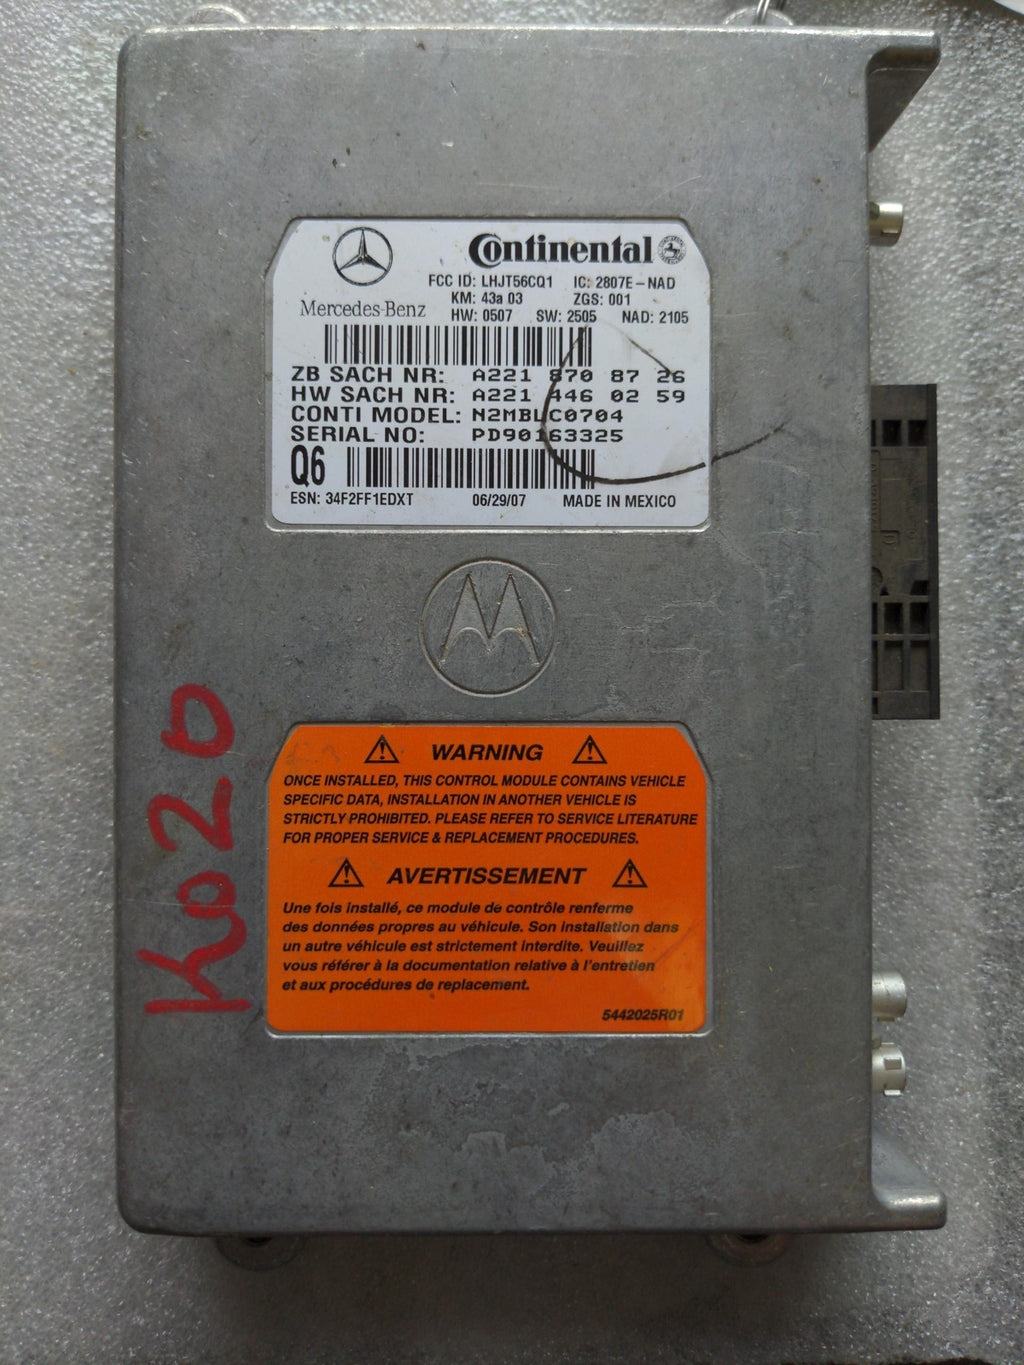 Continental
Mercedes-Benz
FCC ID: LHJT56CQ1 IC: 2807E-NAD
KM: 43a 03 ZGS: 001
HW: 0507 SW: 2505 NAD: 2105
ZB SACH NR: A221 870 87 26
HW SACH NR: A221 446 02 59
CONTI MODEL: N2MBLC0704
SERIAL NO: PD90163325
Q6
ESN: 34F2FF1EDXT 06/29/07 MADE IN MEXICO
WARNING
ONCE INSTALLED, THIS CONTROL MODULE CONTAINS VEHICLE
SPECIFIC DATA, INSTALLATION IN ANOTHER VEHICLE IS
STRICTLY PROHIBITED. PLEASE REFER TO SERVICE LITERATURE
FOR PROPER SERVICE & REPLACEMENT PROCEDURES.
AVERTISSEMENT
Une fois installé, ce module de contrôle renferme
des données propres au véhicule. Son installation dans
un autre véhicule est strictement interdite. Veuillez
vous référer à la documentation relative à l'entretien
et aux procédures de replacement.
5442025R01
K020